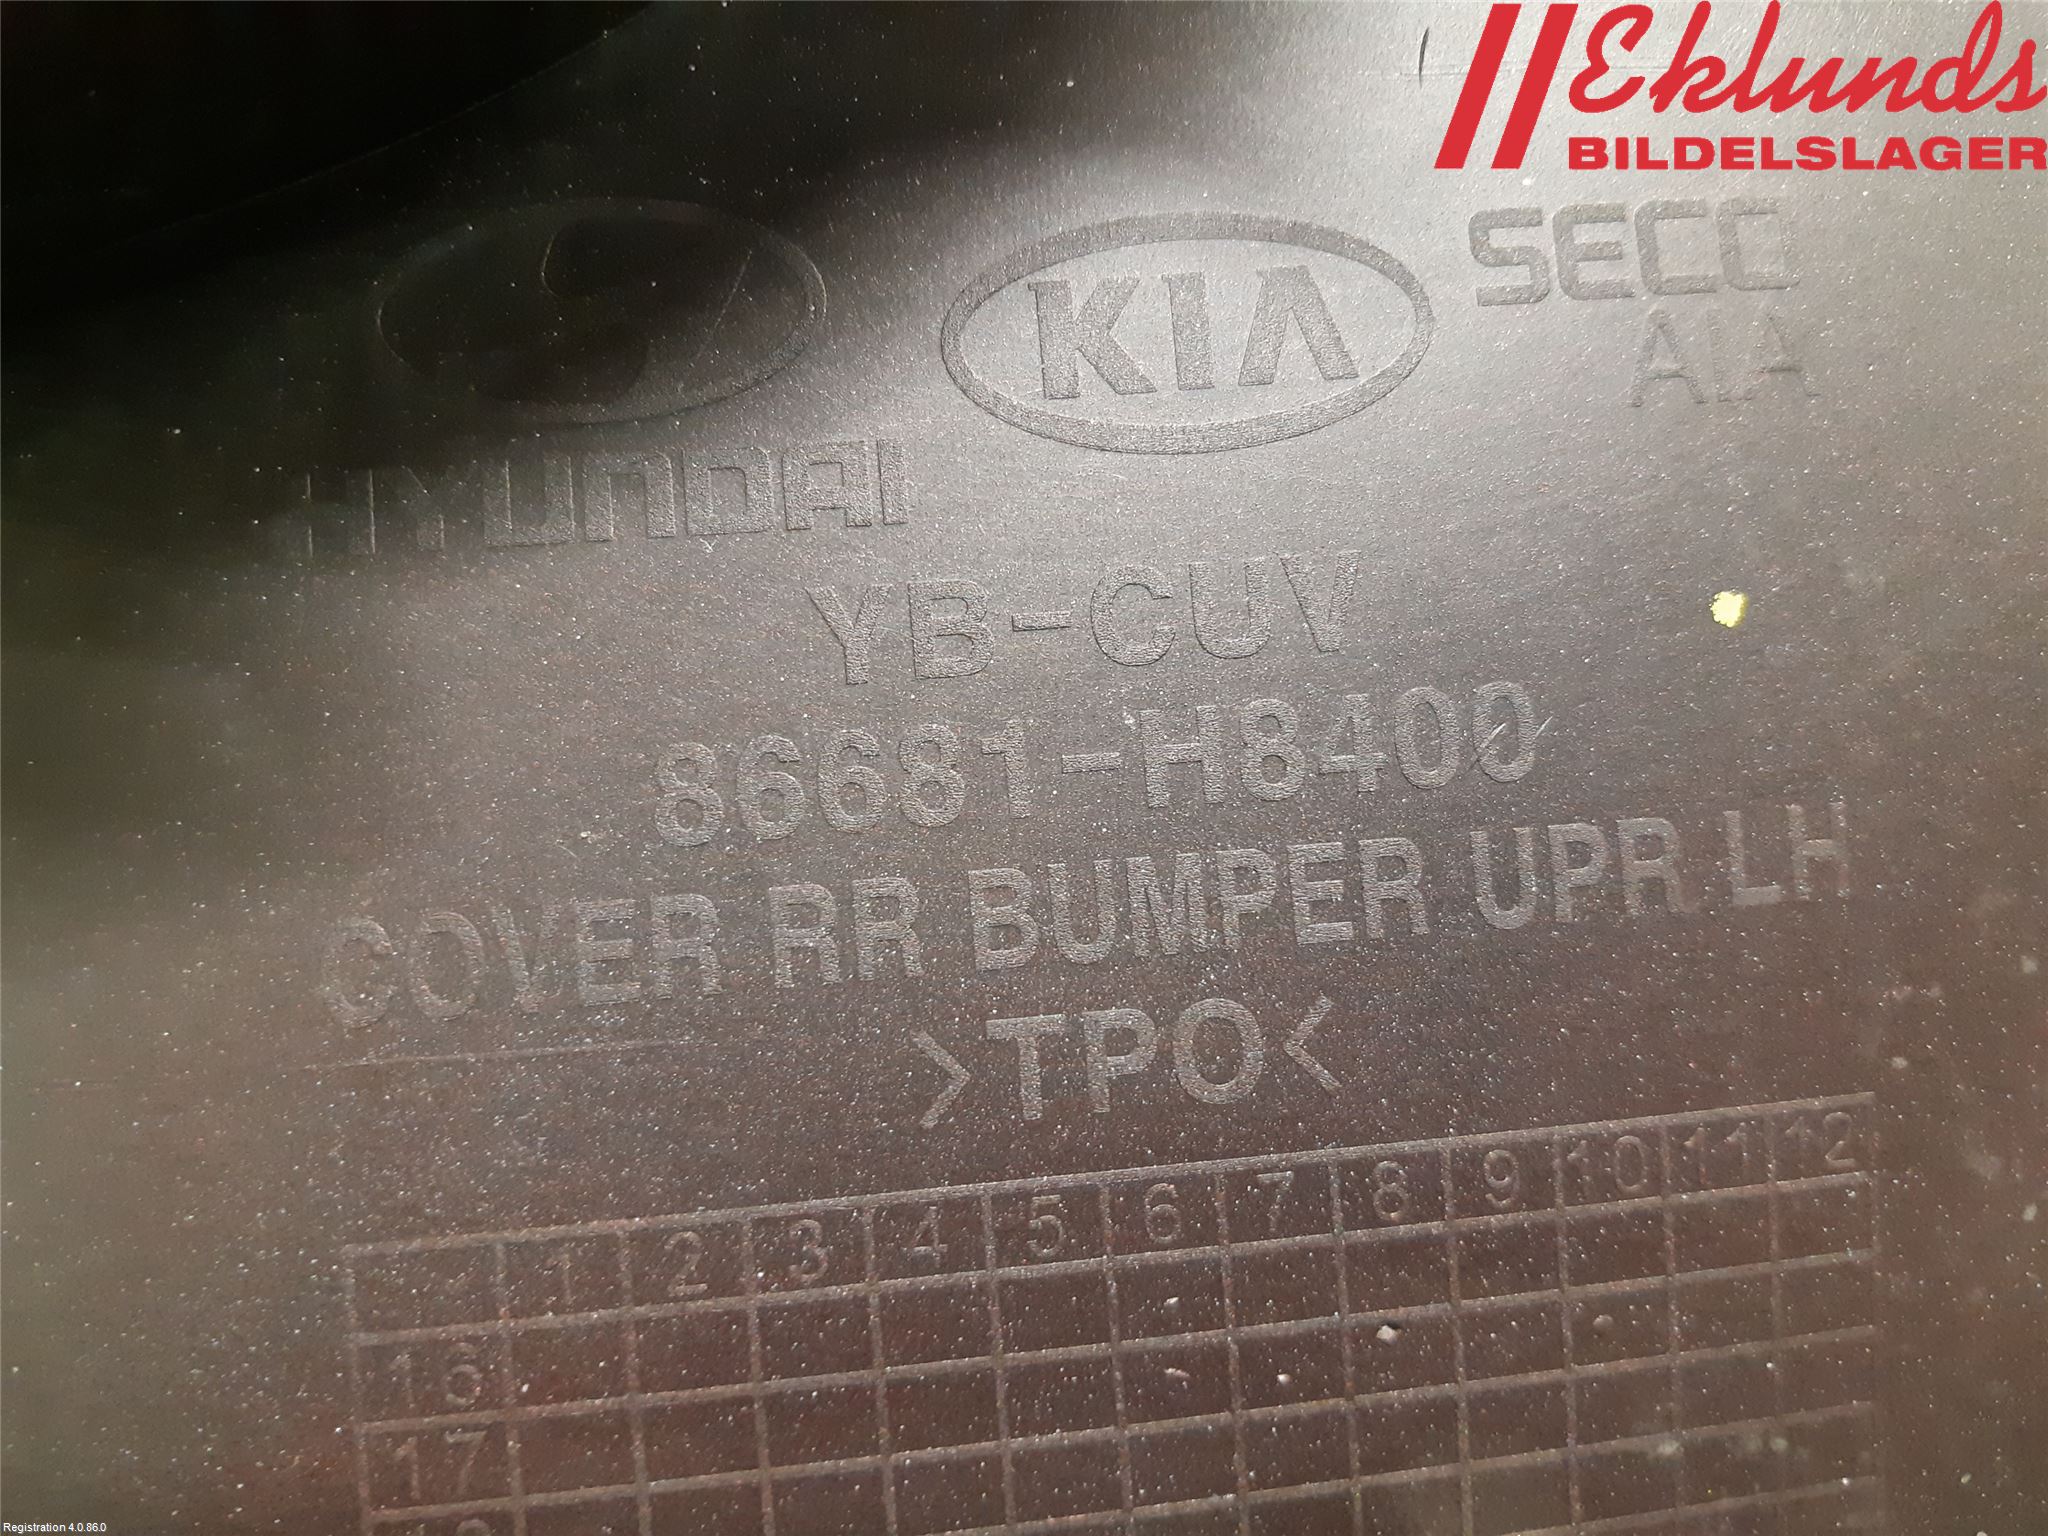 Eklunds
BILDELSLAGER
KIA
SECO
AIA
HYUNDAI
YB-CUV
86681-H8400
COVER RR BUMPER UPR LH
>TPO<
1 2 3 4 5 6 7 8 9 10 11 12
16
17
Registration 4.0.86.0